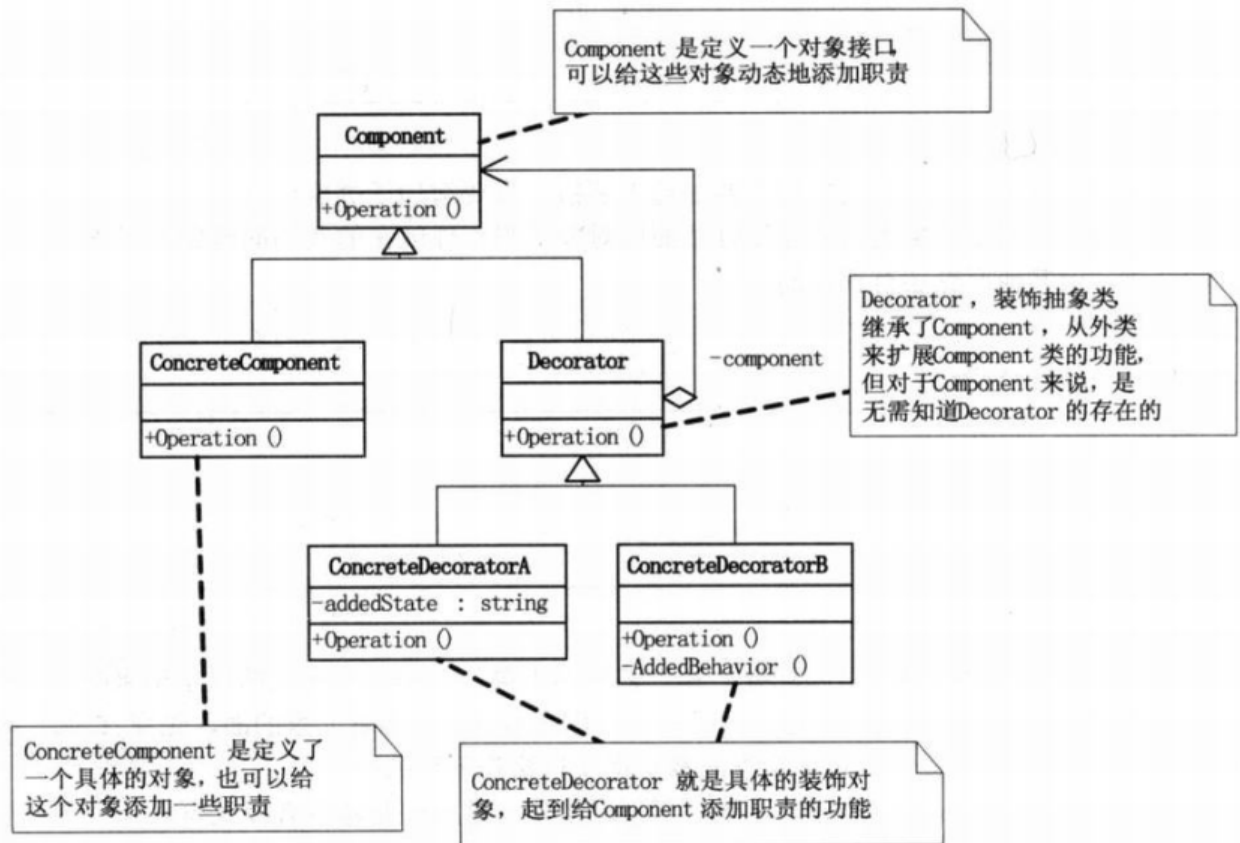 Component 是定义一个对象接口,
可以给这些对象动态地添加职责
Component
+Operation ()
Decorator , 装饰抽象类,
继承了Component , 从外类
来扩展Component 类的功能,
但对于Component 来说, 是
无需知道Decorator 的存在的
ConcreteComponent
+Operation ()
Decorator
+Operation ()
-component
ConcreteDecoratorA
-addedState : string
+Operation ()
ConcreteDecoratorB
+Operation ()
-AddedBehavior ()
ConcreteComponent 是定义了
一个具体的对象, 也可以给
这个对象添加一些职责
ConcreteDecorator 就是具体的装饰对
象, 起到给Component 添加职责的功能